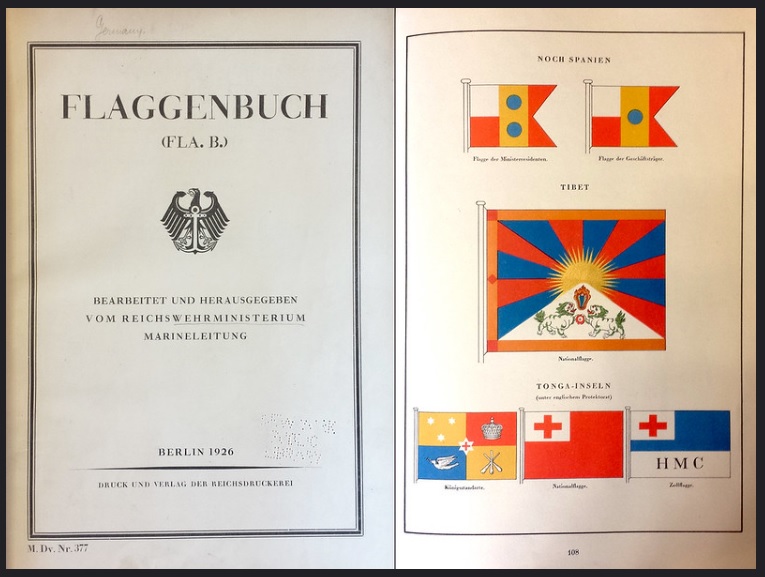 Germany
FLAGGENBUCH
(FLA. B.)
BEARBEITET UND HERAUSGEGEBEN
VOM REICHSWEHRMINISTERIUM
MARINELEITUNG
BERLIN 1926
DRUCK UND VERLAG DER REICHSDRUCKEREI
M. Dv. Nr. 377
NOCH SPANIEN
Flagge der Ministerresidenten.
Flagge der Geschäftsträger.
TIBET
Nationalflagge.
TONGA-INSELN
(unter englischem Protektorat)
HMC
Königsstandarte.
Nationalflagge.
Zollflagge.
108